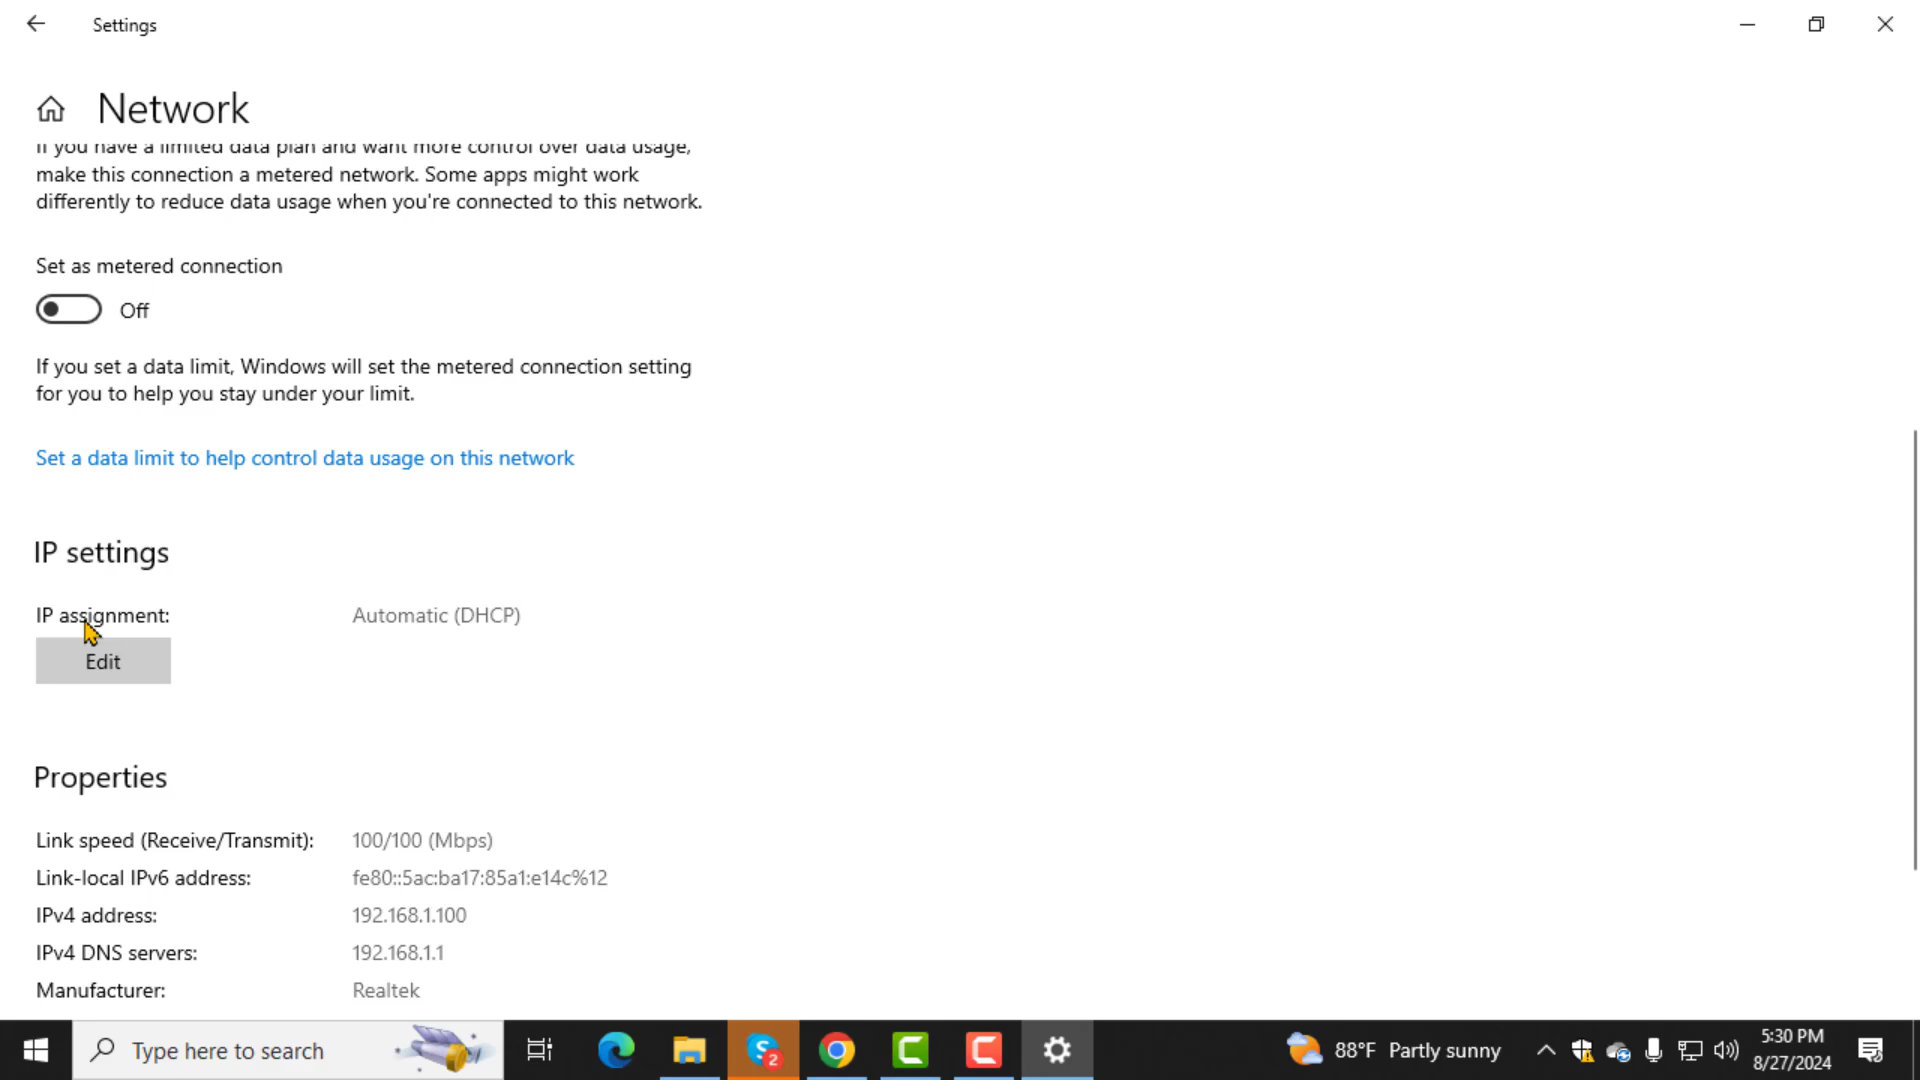 Settings
Network
If you have a limited data plan and want more control over data usage,
make this connection a metered network. Some apps might work
differently to reduce data usage when you're connected to this network.
Set as metered connection
Off
If you set a data limit, Windows will set the metered connection setting
for you to help you stay under your limit.
Set a data limit to help control data usage on this network
IP settings
IP assignment: Automatic (DHCP)
Edit
Properties
Link speed (Receive/Transmit): 100/100 (Mbps)
Link-local IPv6 address: fe80::5ac:ba17:85a1:e14c%12
IPv4 address: 192.168.1.100
IPv4 DNS servers: 192.168.1.1
Manufacturer: Realtek
Type here to search
2
88°F Partly sunny
5:30 PM
8/27/2024